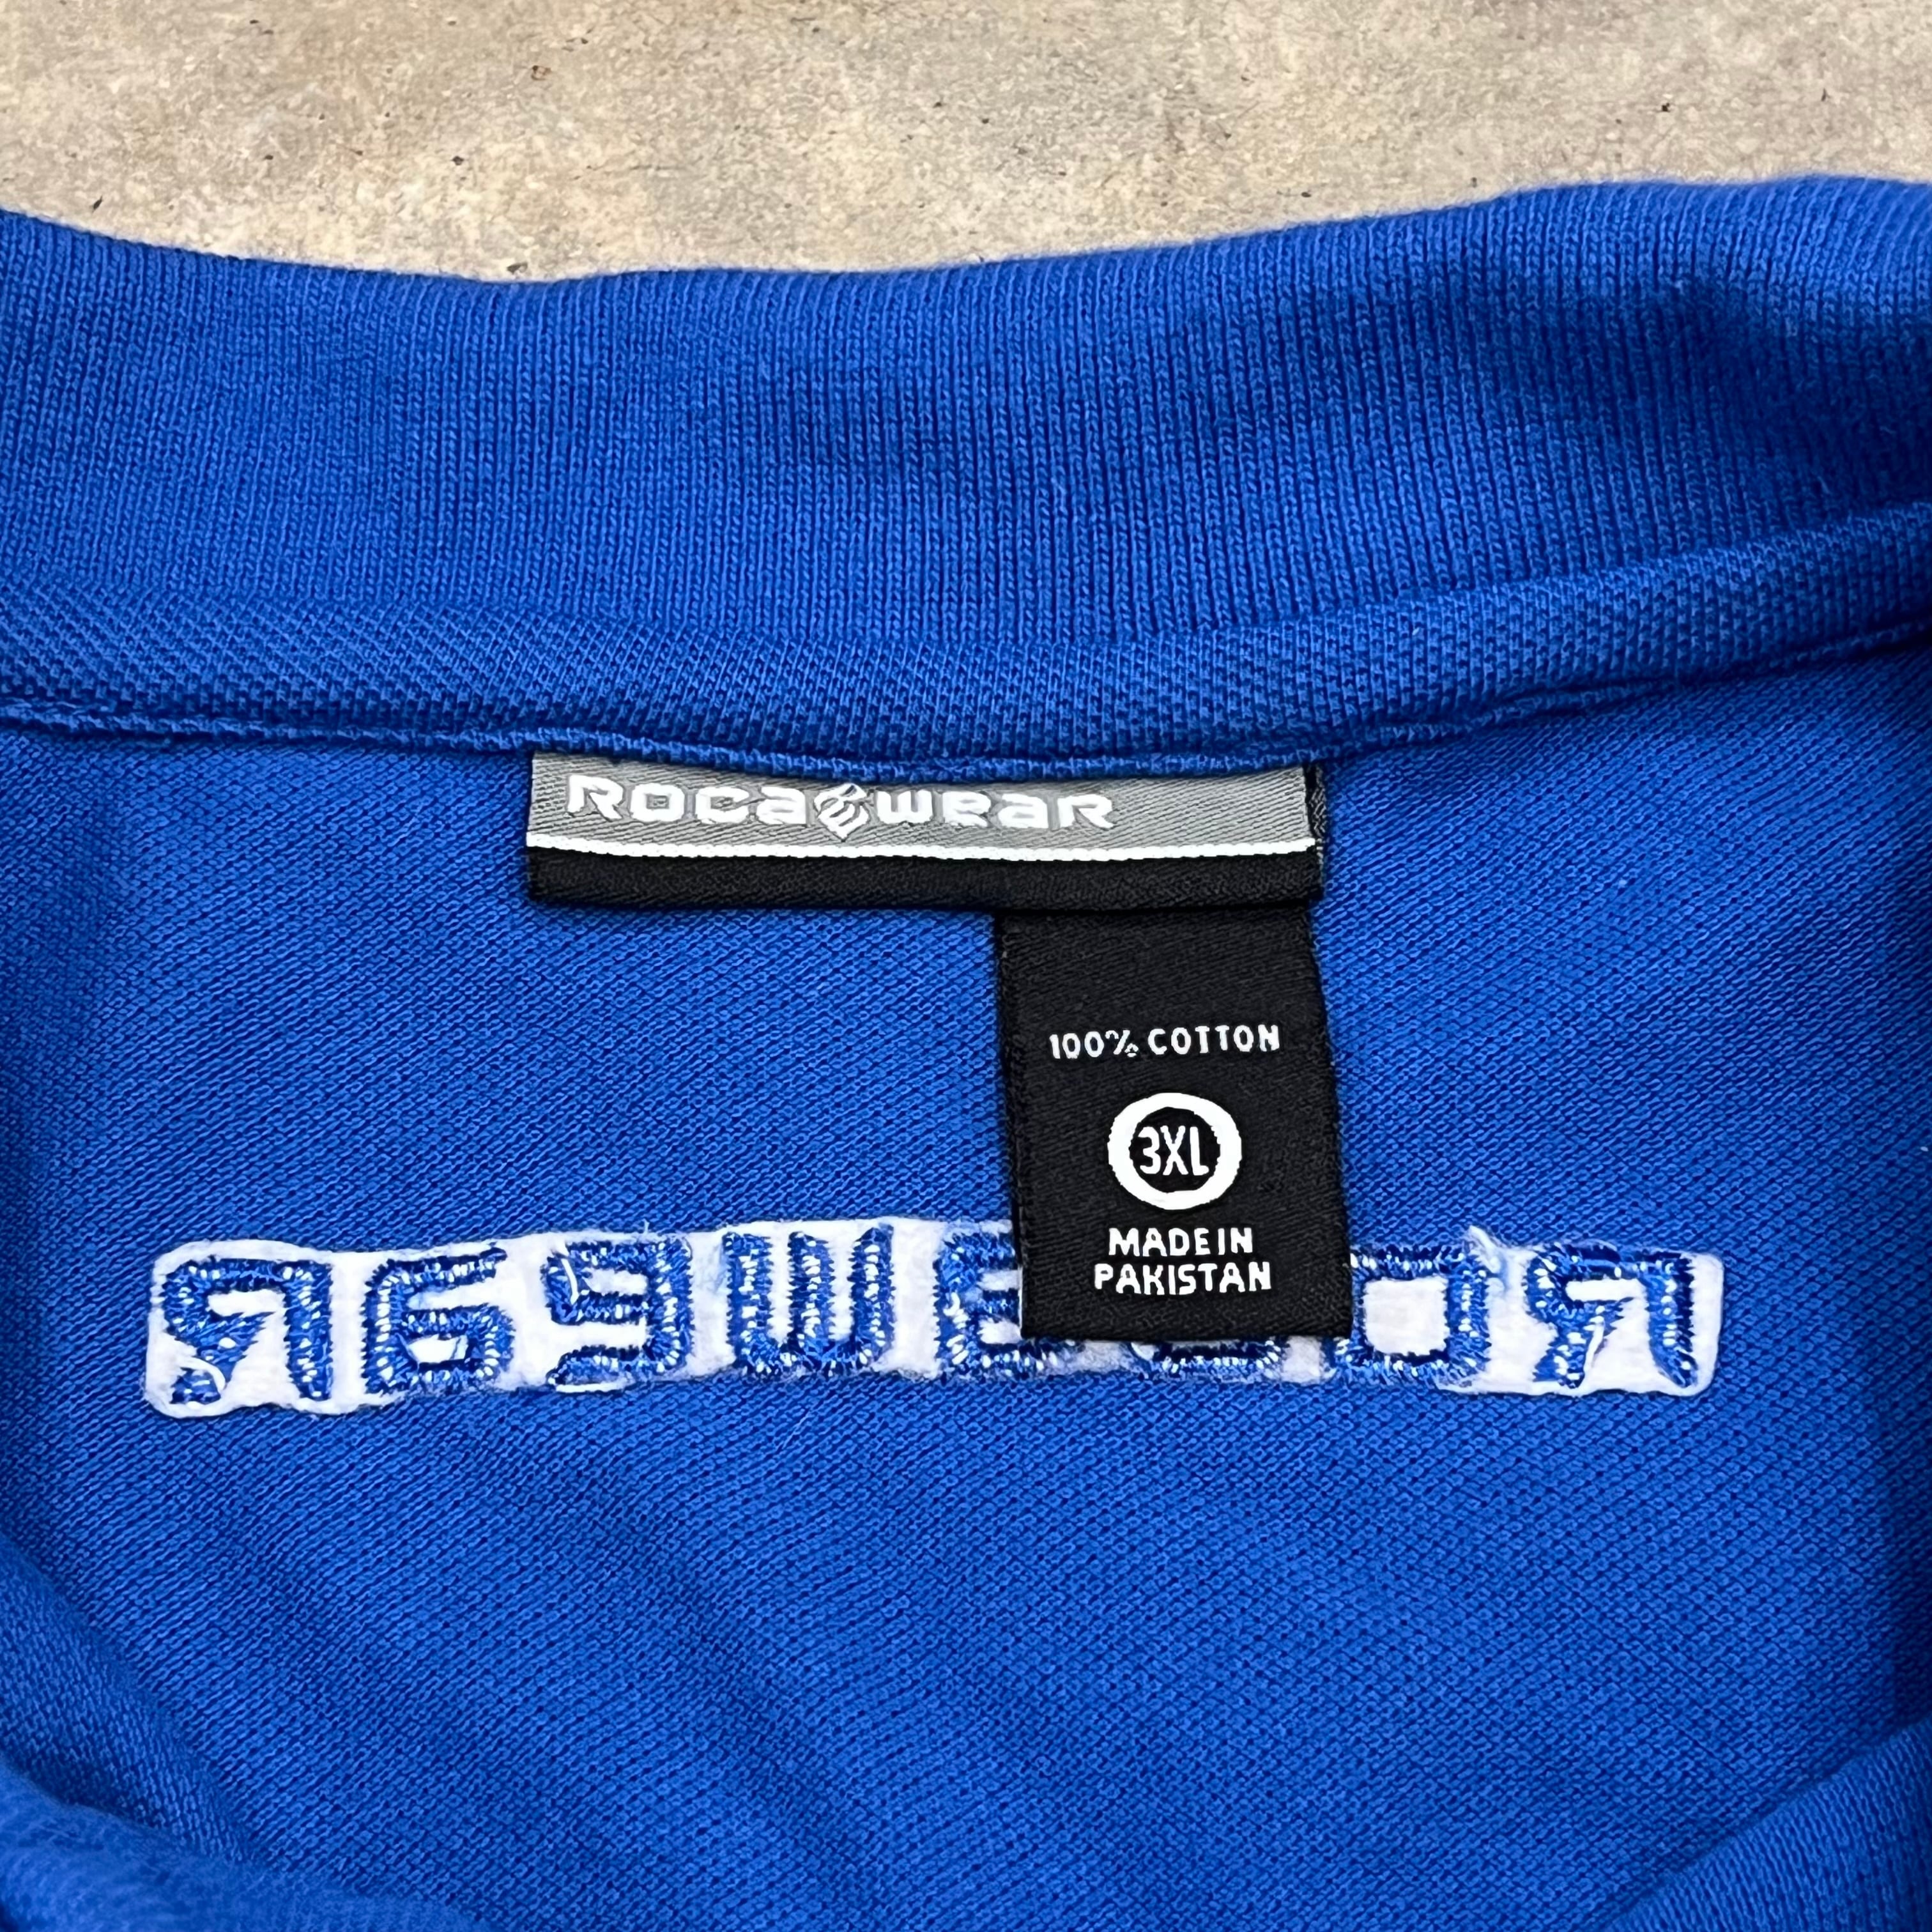 Rocawear
100% COTTON
3XL
MADE IN
PAKISTAN